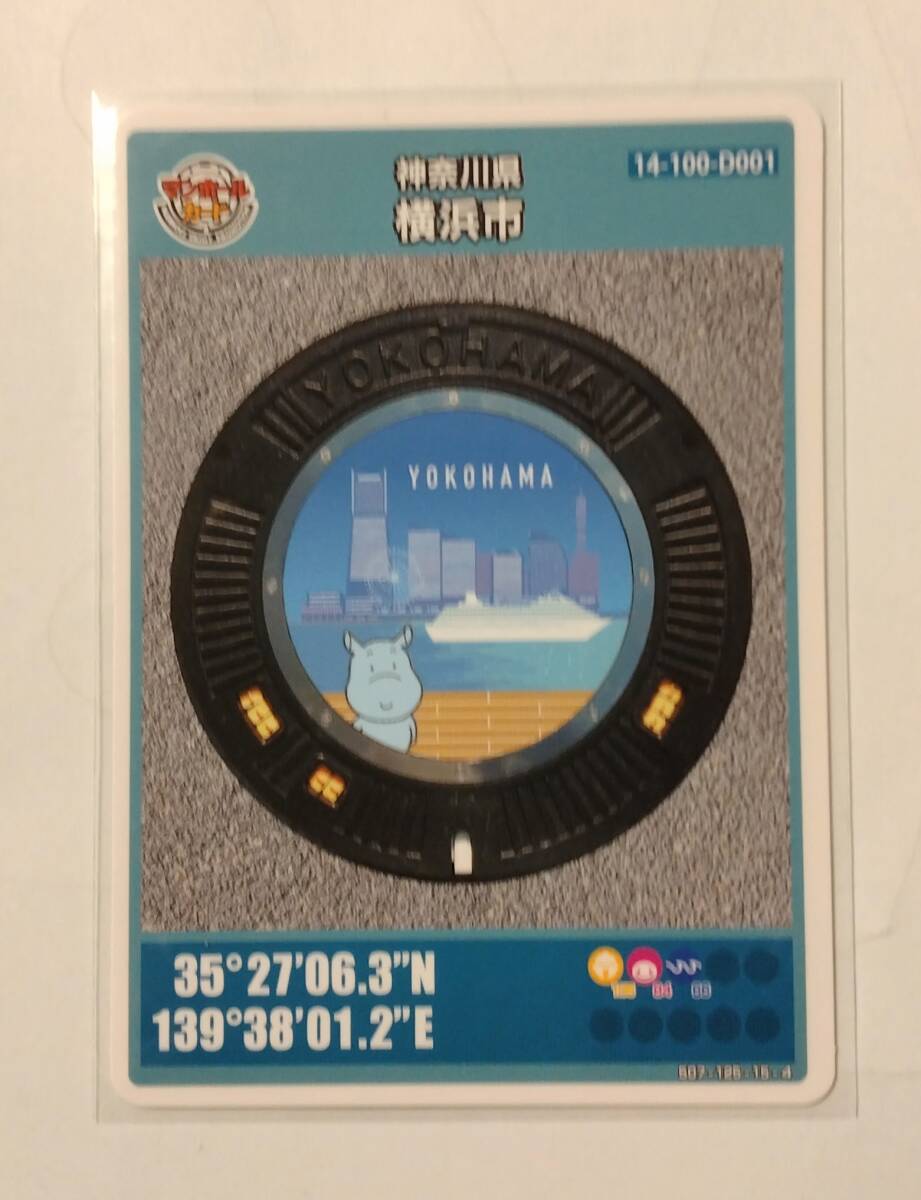 マンホール
カード
神奈川県
横浜市
14-100-D001
YOKOHAMA
YOKOHAMA
35°27'06.3"N
139°38'01.2"E
84